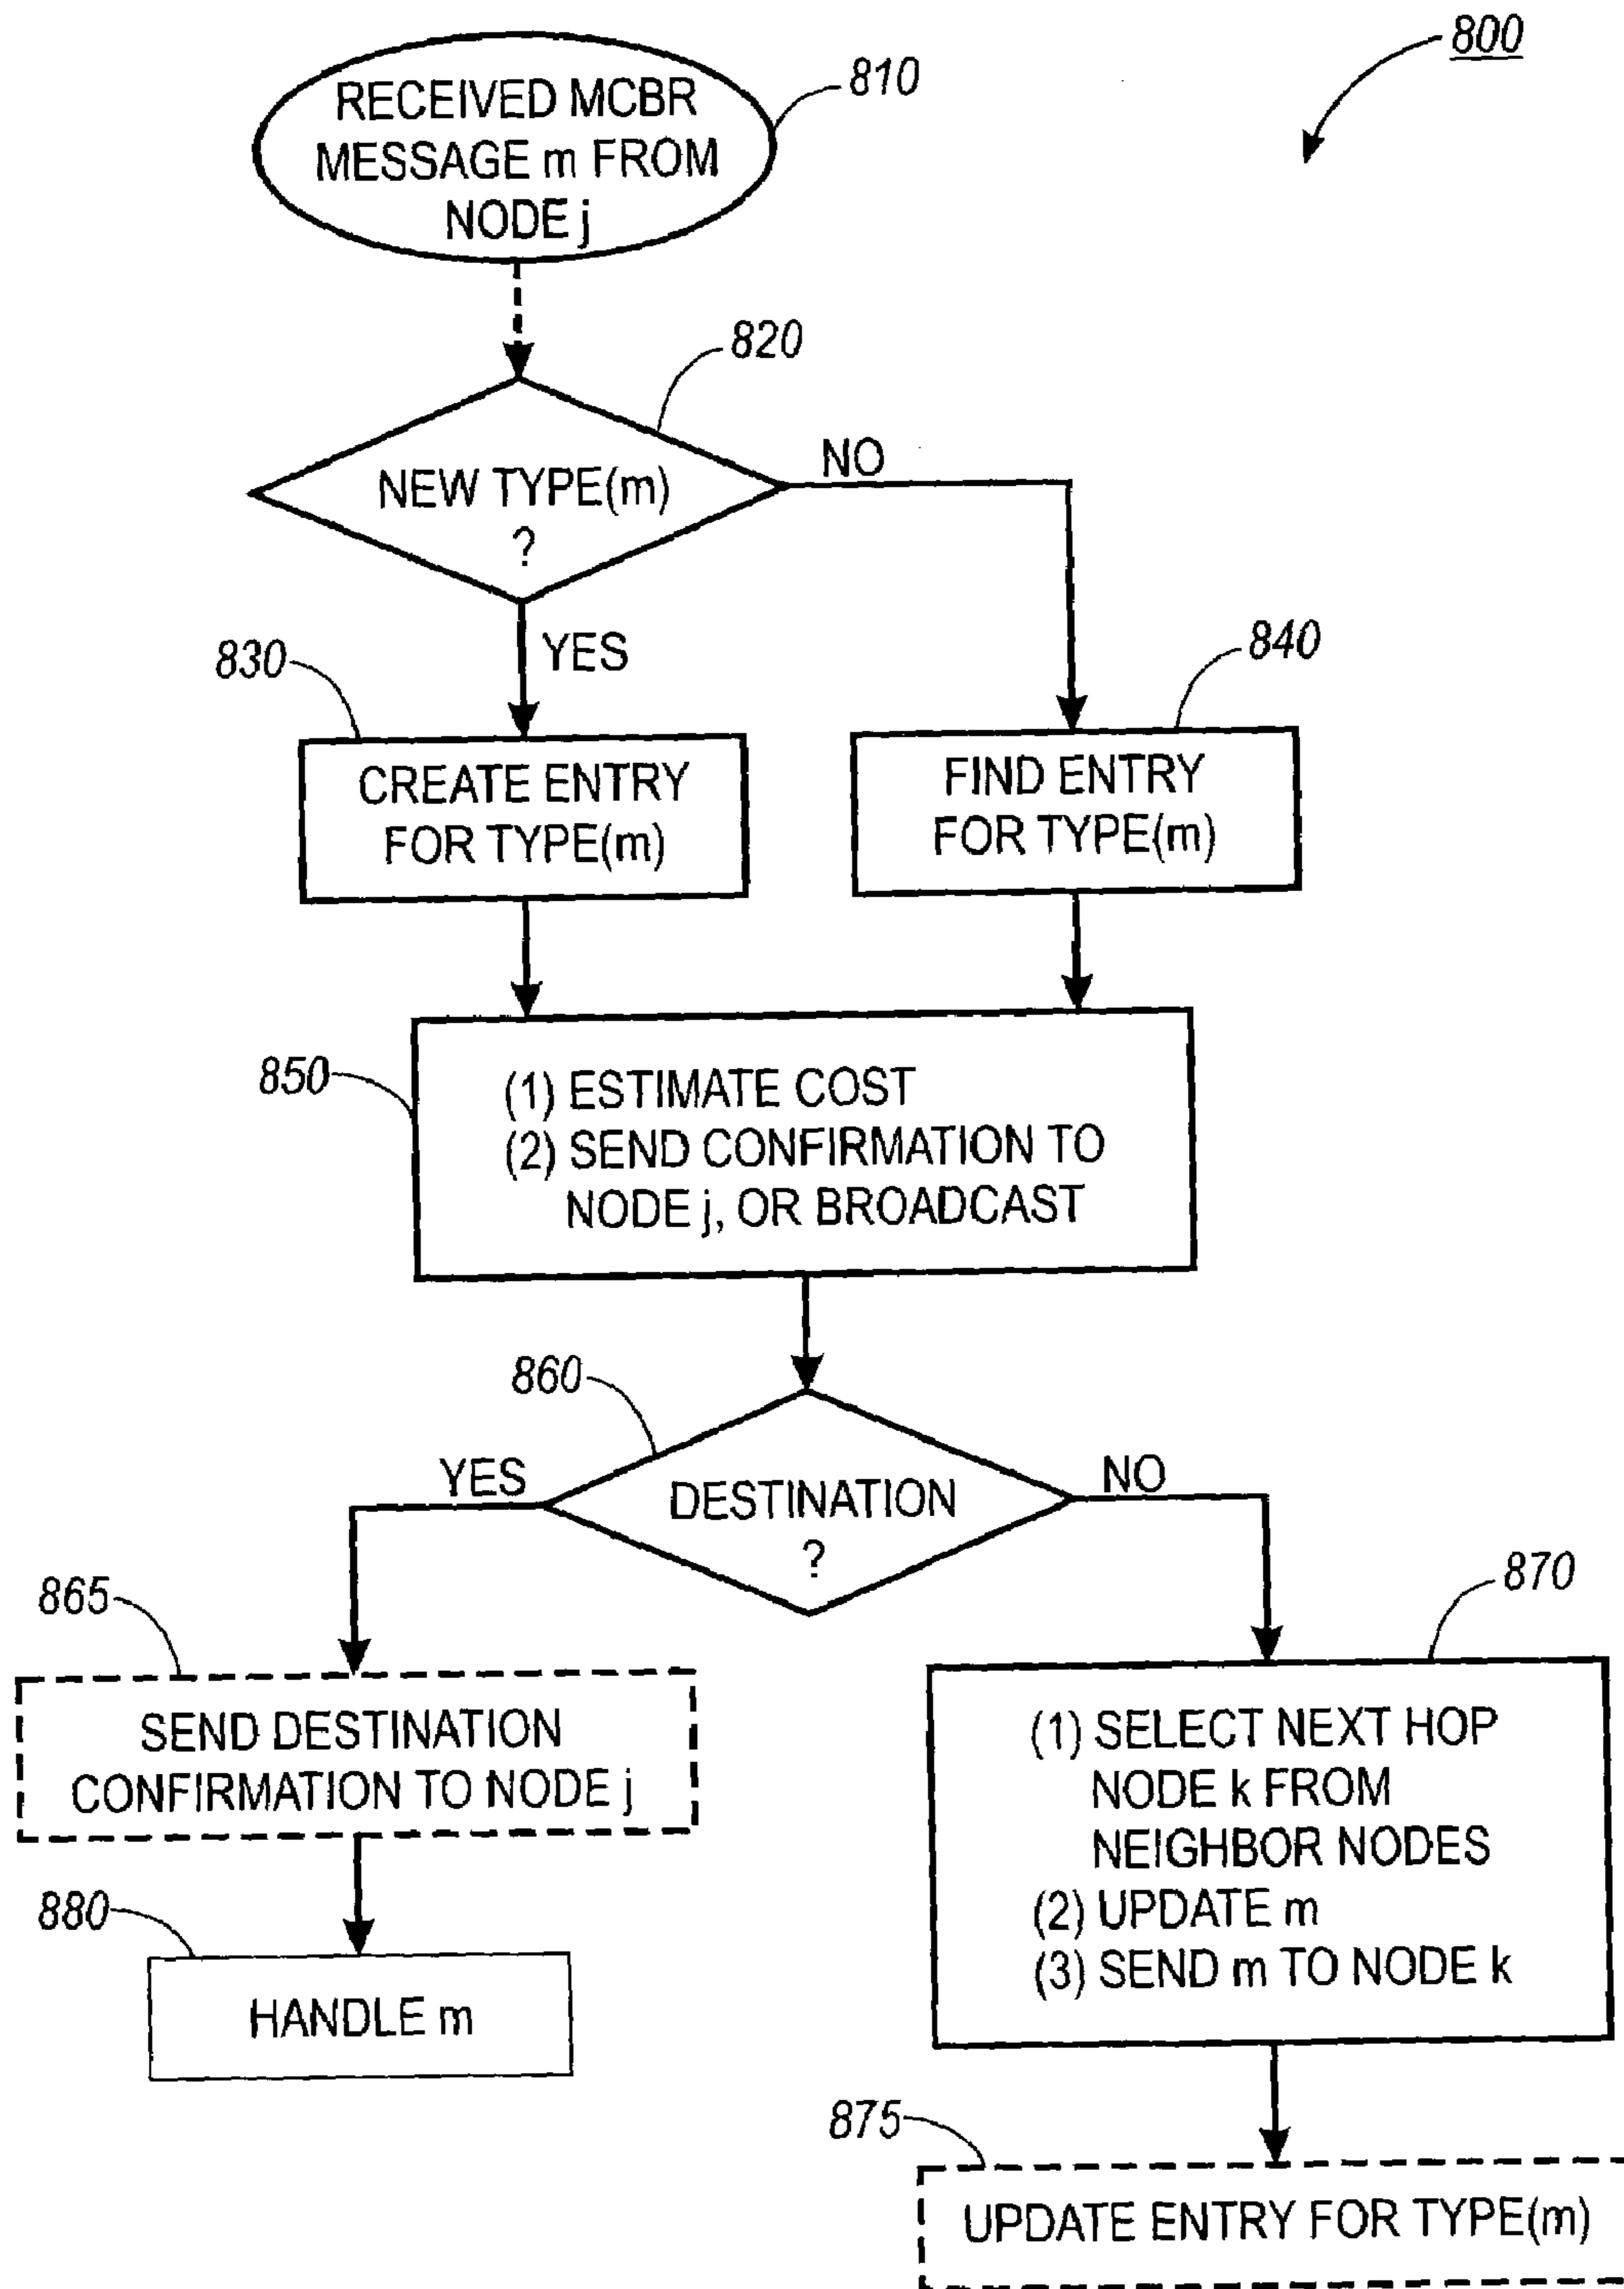 800
810
RECEIVED MCBR
MESSAGE m FROM
NODE j
820
NEW TYPE(m)
?
NO
YES
830
840
CREATE ENTRY
FOR TYPE(m)
FIND ENTRY
FOR TYPE(m)
850
(1) ESTIMATE COST
(2) SEND CONFIRMATION TO
NODE j, OR BROADCAST
860
YES
NO
DESTINATION
?
865
870
SEND DESTINATION
CONFIRMATION TO NODE j
(1) SELECT NEXT HOP
NODE k FROM
NEIGHBOR NODES
(2) UPDATE m
(3) SEND m TO NODE k
880
HANDLE m
875
UPDATE ENTRY FOR TYPE(m)